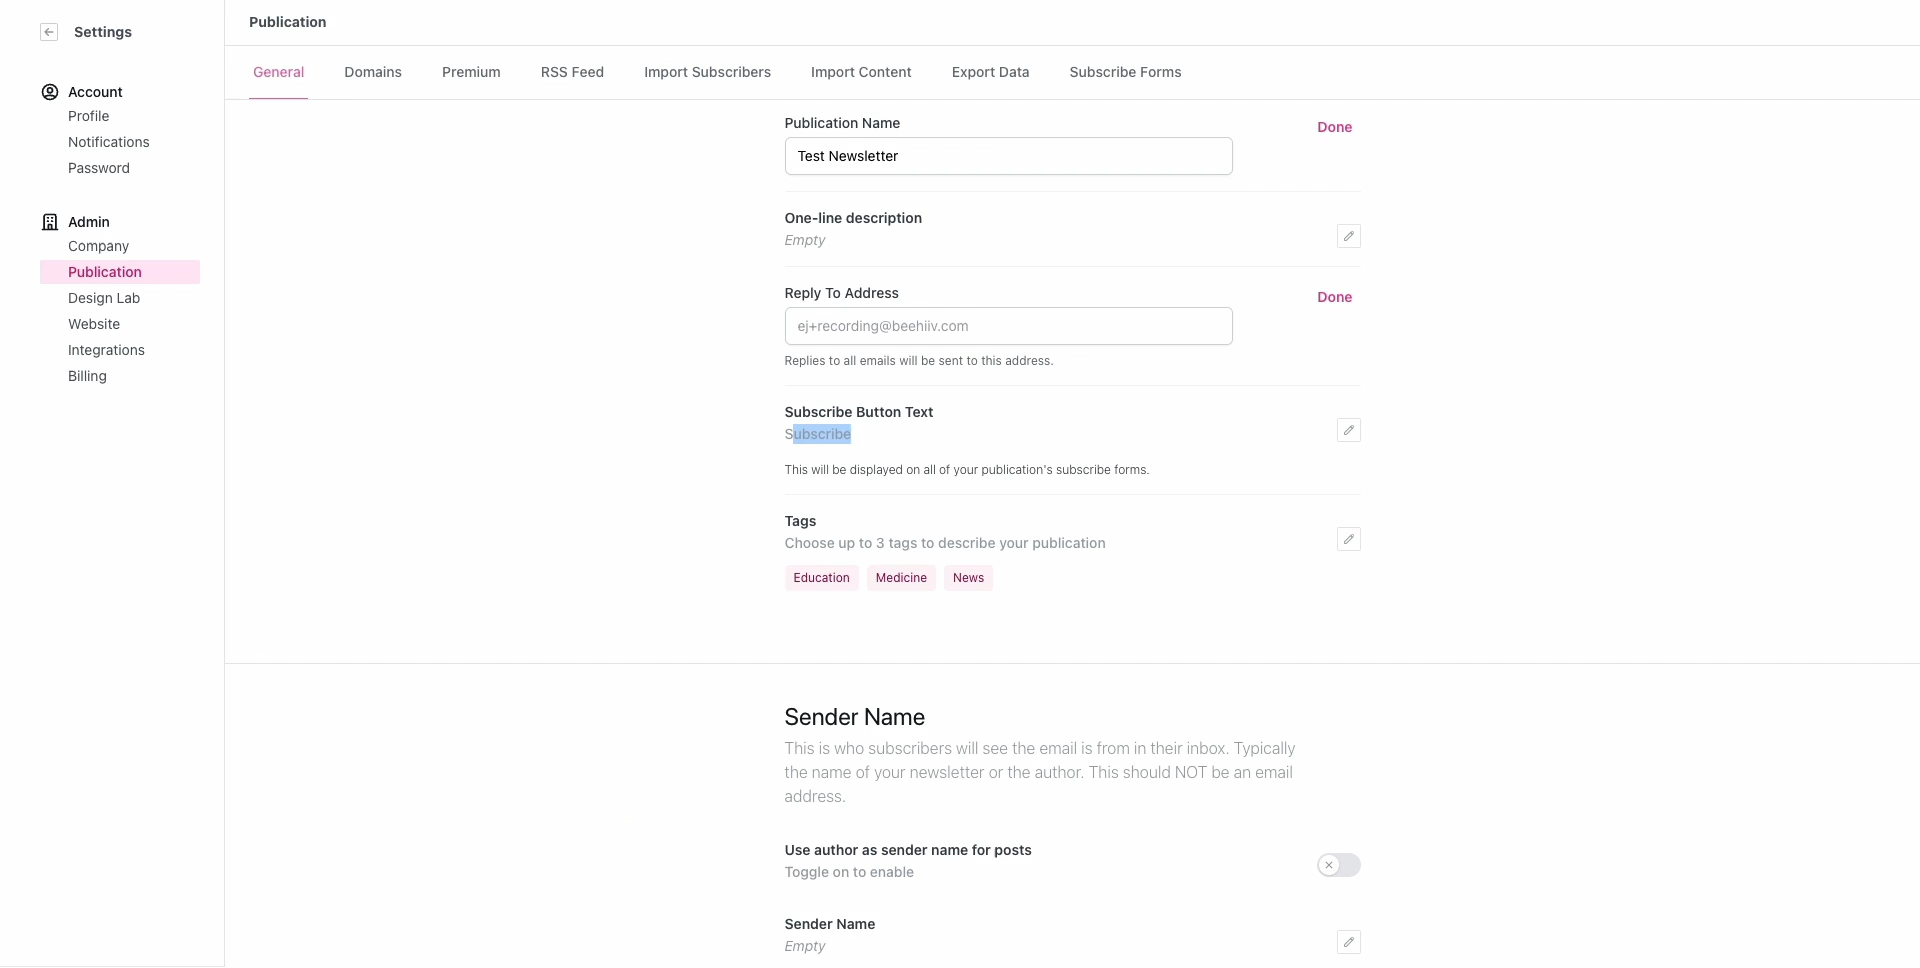 Settings
Account
Profile
Notifications
Password
Admin
Company
Publication
Design Lab
Website
Integrations
Billing
Publication
General Domains Premium RSS Feed Import Subscribers Import Content Export Data Subscribe Forms
Publication Name
Done
Test Newsletter
One-line description
Empty
Reply To Address
Done
ej+recording@beehiiv.com
Replies to all emails will be sent to this address.
Subscribe Button Text
Subscribe
This will be displayed on all of your publication's subscribe forms.
Tags
Choose up to 3 tags to describe your publication
Education Medicine News
Sender Name
This is who subscribers will see the email is from in their inbox. Typically
the name of your newsletter or the author. This should NOT be an email
address.
Use author as sender name for posts
Toggle on to enable
Sender Name
Empty